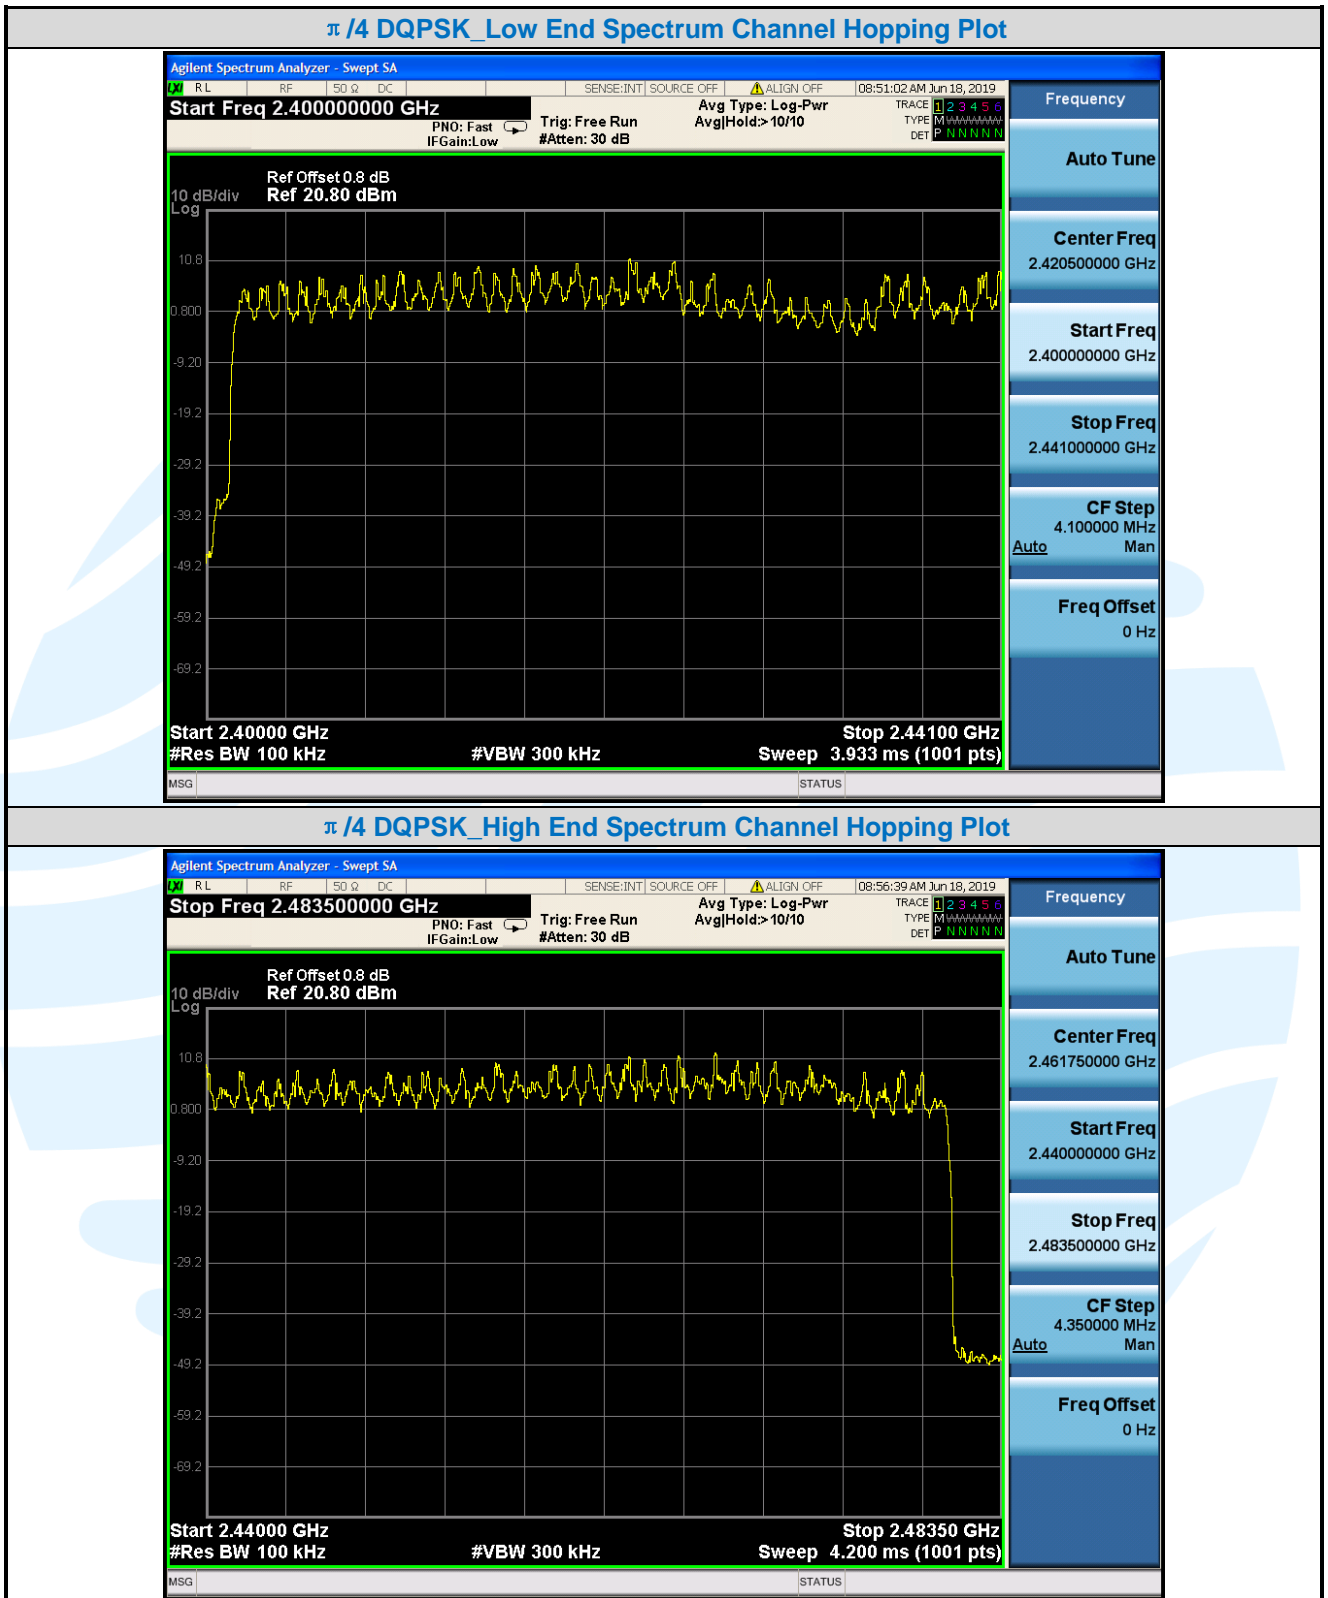 π /4 DQPSK_Low End Spectrum Channel Hopping Plot
Agilent Spectrum Analyzer - Swept SA
LXI RL RF 50 Ω DC SENSE:INT SOURCE OFF ALIGN OFF 08:51:02 AM Jun 18, 2019
Start Freq 2.400000000 GHz
PNO: Fast
IFGain:Low
Trig: Free Run
#Atten: 30 dB
Avg Type: Log-Pwr
Avg|Hold:>10/10
TRACE 1 2 3 4 5 6
TYPE M
DET P N N N N N
Frequency
Auto Tune
Center Freq
2.420500000 GHz
Start Freq
2.400000000 GHz
Stop Freq
2.441000000 GHz
CF Step
4.100000 MHz
Auto Man
Freq Offset
0 Hz
Ref Offset 0.8 dB
10 dB/div Ref 20.80 dBm
Log
10.8
0.800
-9.20
-19.2
-29.2
-39.2
-49.2
-59.2
-69.2
Start 2.40000 GHz Stop 2.44100 GHz
#Res BW 100 kHz #VBW 300 kHz Sweep 3.933 ms (1001 pts)
MSG STATUS
π /4 DQPSK_High End Spectrum Channel Hopping Plot
Agilent Spectrum Analyzer - Swept SA
LXI RL RF 50 Ω DC SENSE:INT SOURCE OFF ALIGN OFF 08:56:39 AM Jun 18, 2019
Stop Freq 2.483500000 GHz
PNO: Fast
IFGain:Low
Trig: Free Run
#Atten: 30 dB
Avg Type: Log-Pwr
Avg|Hold:>10/10
TRACE 1 2 3 4 5 6
TYPE M
DET P N N N N N
Frequency
Auto Tune
Center Freq
2.461750000 GHz
Start Freq
2.440000000 GHz
Stop Freq
2.483500000 GHz
CF Step
4.350000 MHz
Auto Man
Freq Offset
0 Hz
Ref Offset 0.8 dB
10 dB/div Ref 20.80 dBm
Log
10.8
0.800
-9.20
-19.2
-29.2
-39.2
-49.2
-59.2
-69.2
Start 2.44000 GHz Stop 2.48350 GHz
#Res BW 100 kHz #VBW 300 kHz Sweep 4.200 ms (1001 pts)
MSG STATUS